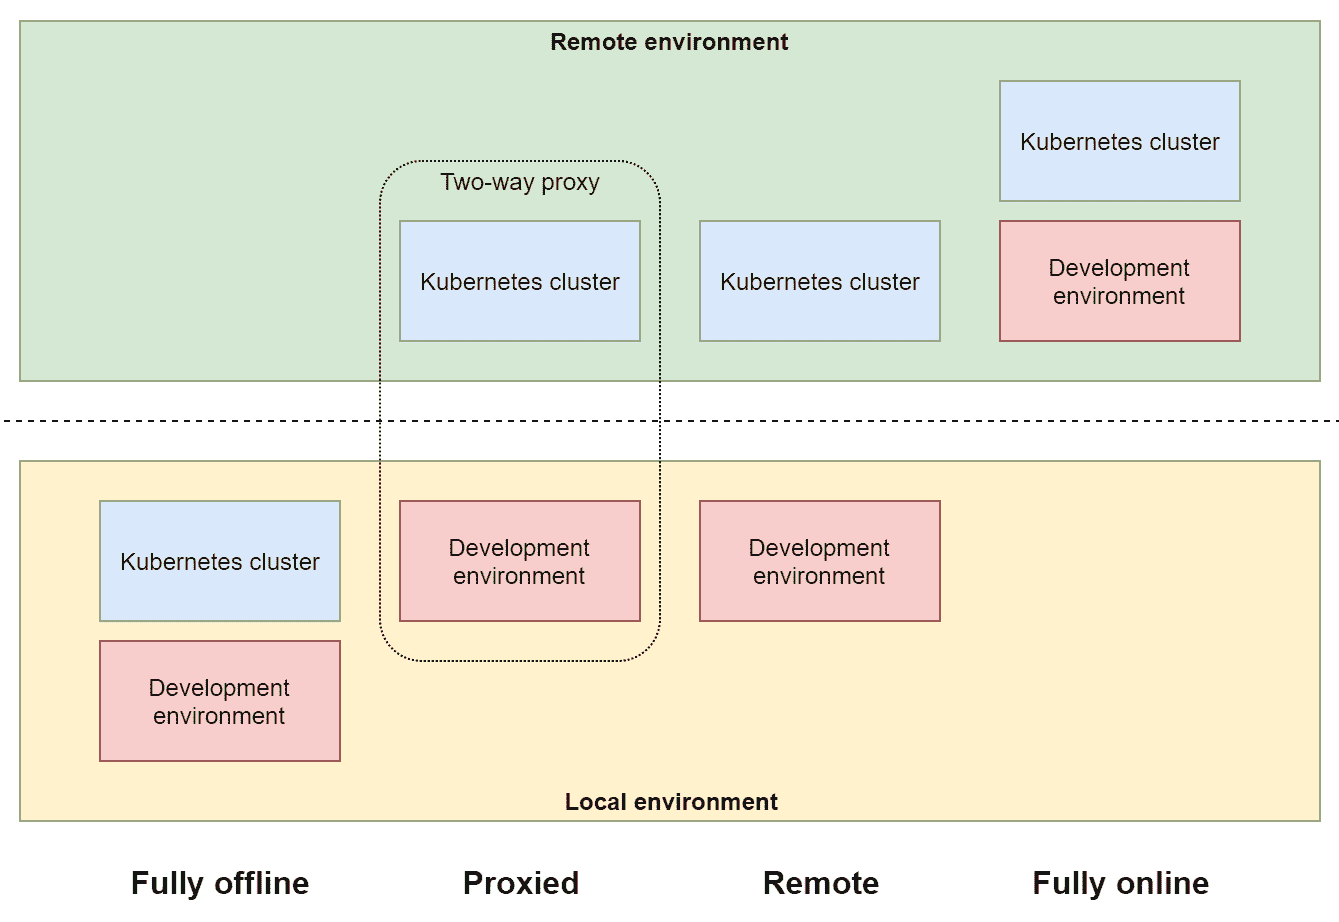 Remote environment
Kubernetes cluster
Two-way proxy
Kubernetes cluster
Kubernetes cluster
Development
environment
Kubernetes cluster
Development
environment
Development
environment
Development
environment
Local environment
Fully offline
Proxied
Remote
Fully online